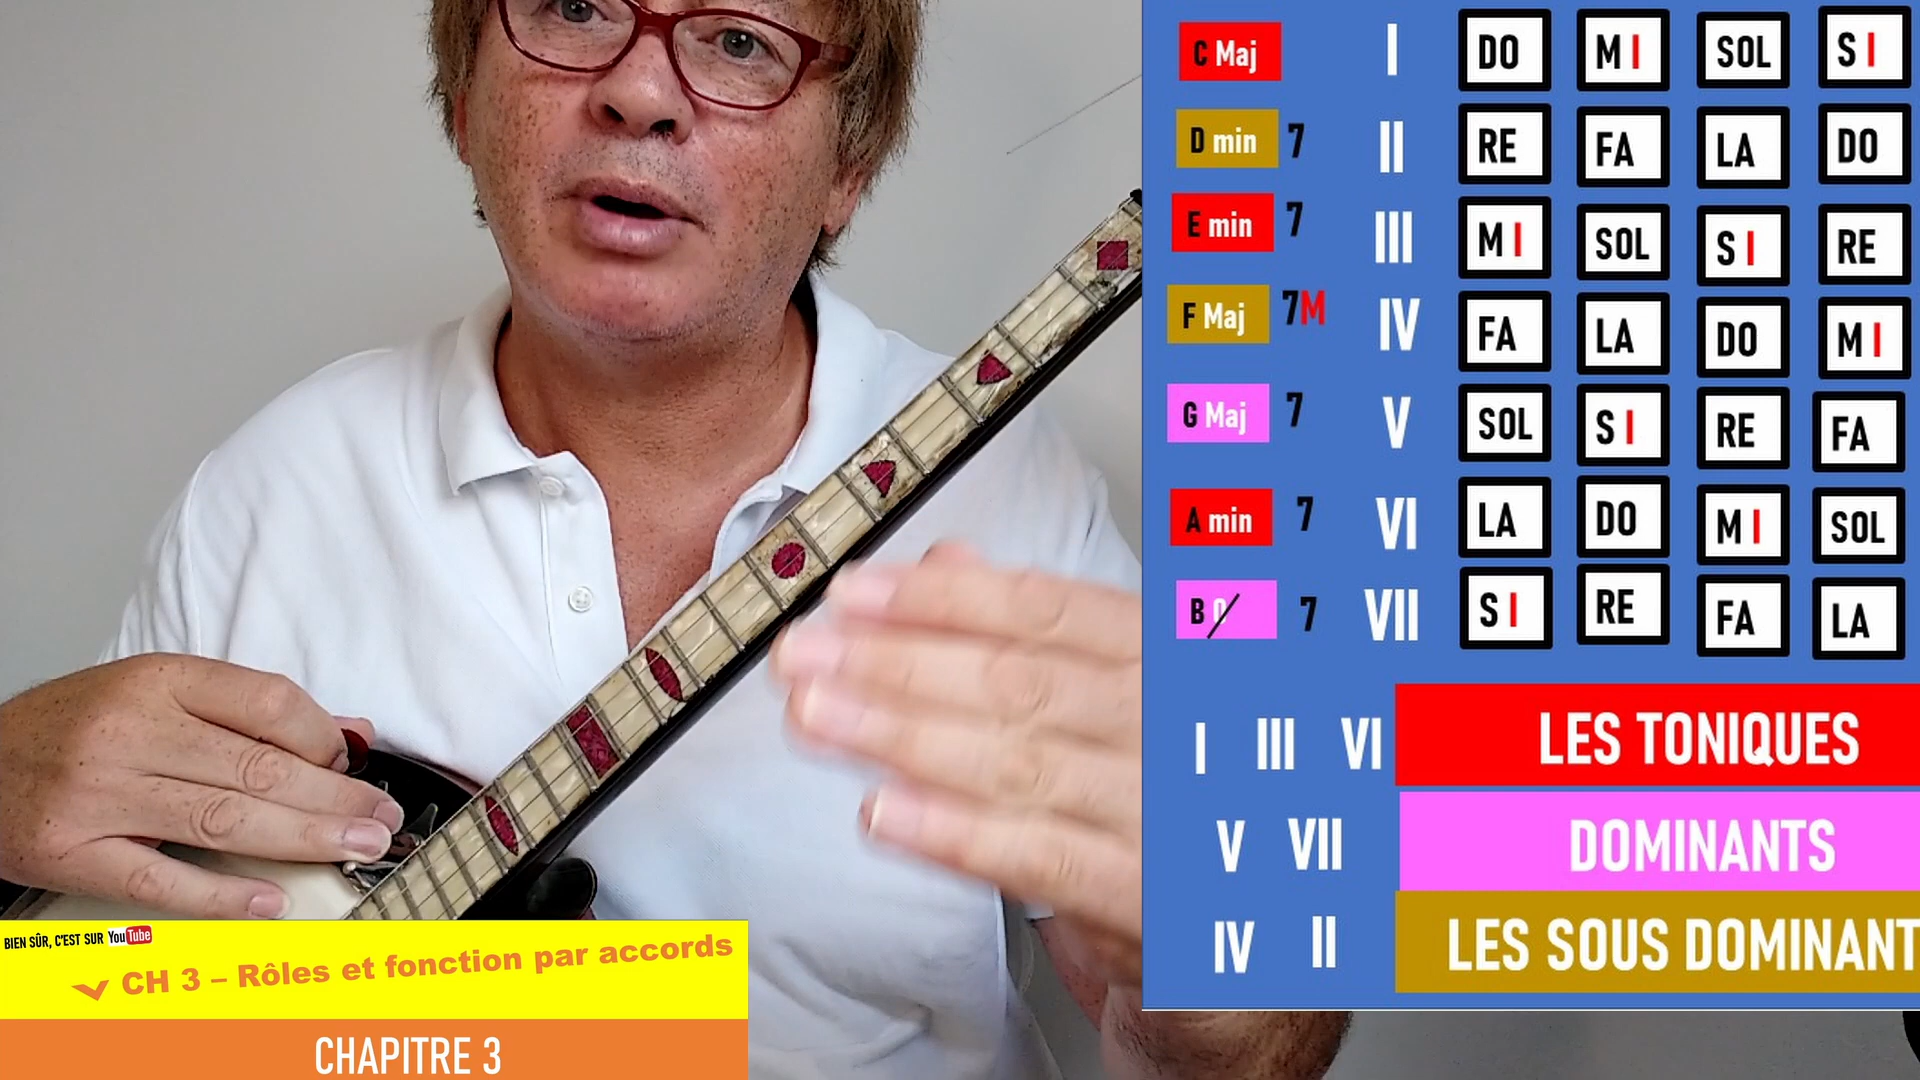 C Maj I DO MI SOL SI
D min 7 II RE FA LA DO
E min 7 III MI SOL SI RE
F Maj 7M IV FA LA DO MI
G Maj 7 V SOL SI RE FA
A min 7 VI LA DO MI SOL
B Ø 7 VII SI RE FA LA
I III VI LES TONIQUES
V VII DOMINANTS
IV II LES SOUS DOMINANT
BIEN SÛR, C'EST SUR YouTube
CH 3 – Rôles et fonction par accords
CHAPITRE 3